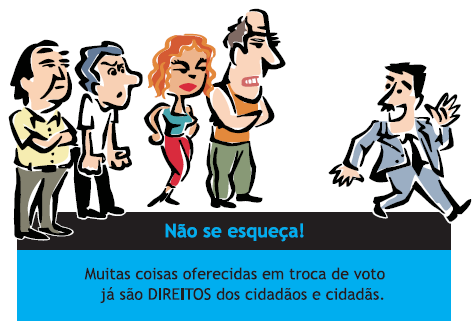 Não se esqueça!
Muitas coisas oferecidas em troca de voto
já são DIREITOS dos cidadãos e cidadãs.